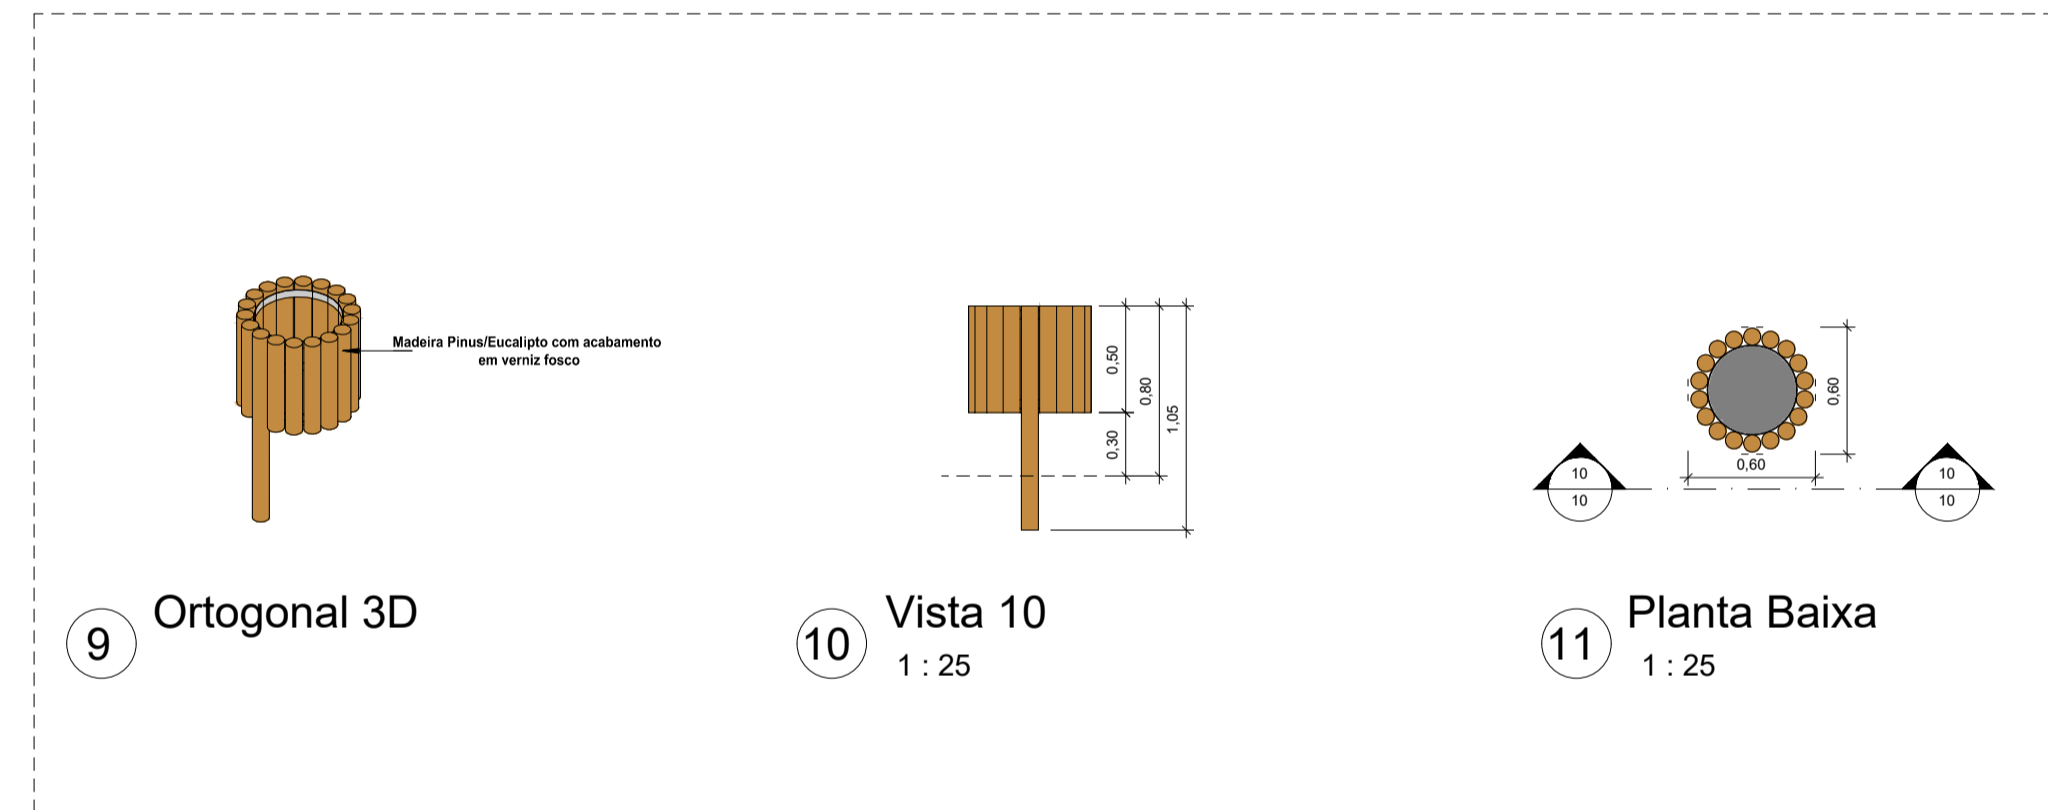 Madeira Pinus/Eucalipto com acabamento
em verniz fosco
9
Ortogonal 3D
0,50
0,30
0,80
1,05
10
Vista 10
1 : 25
0,60
0,60
10
10
10
10
11
Planta Baixa
1 : 25